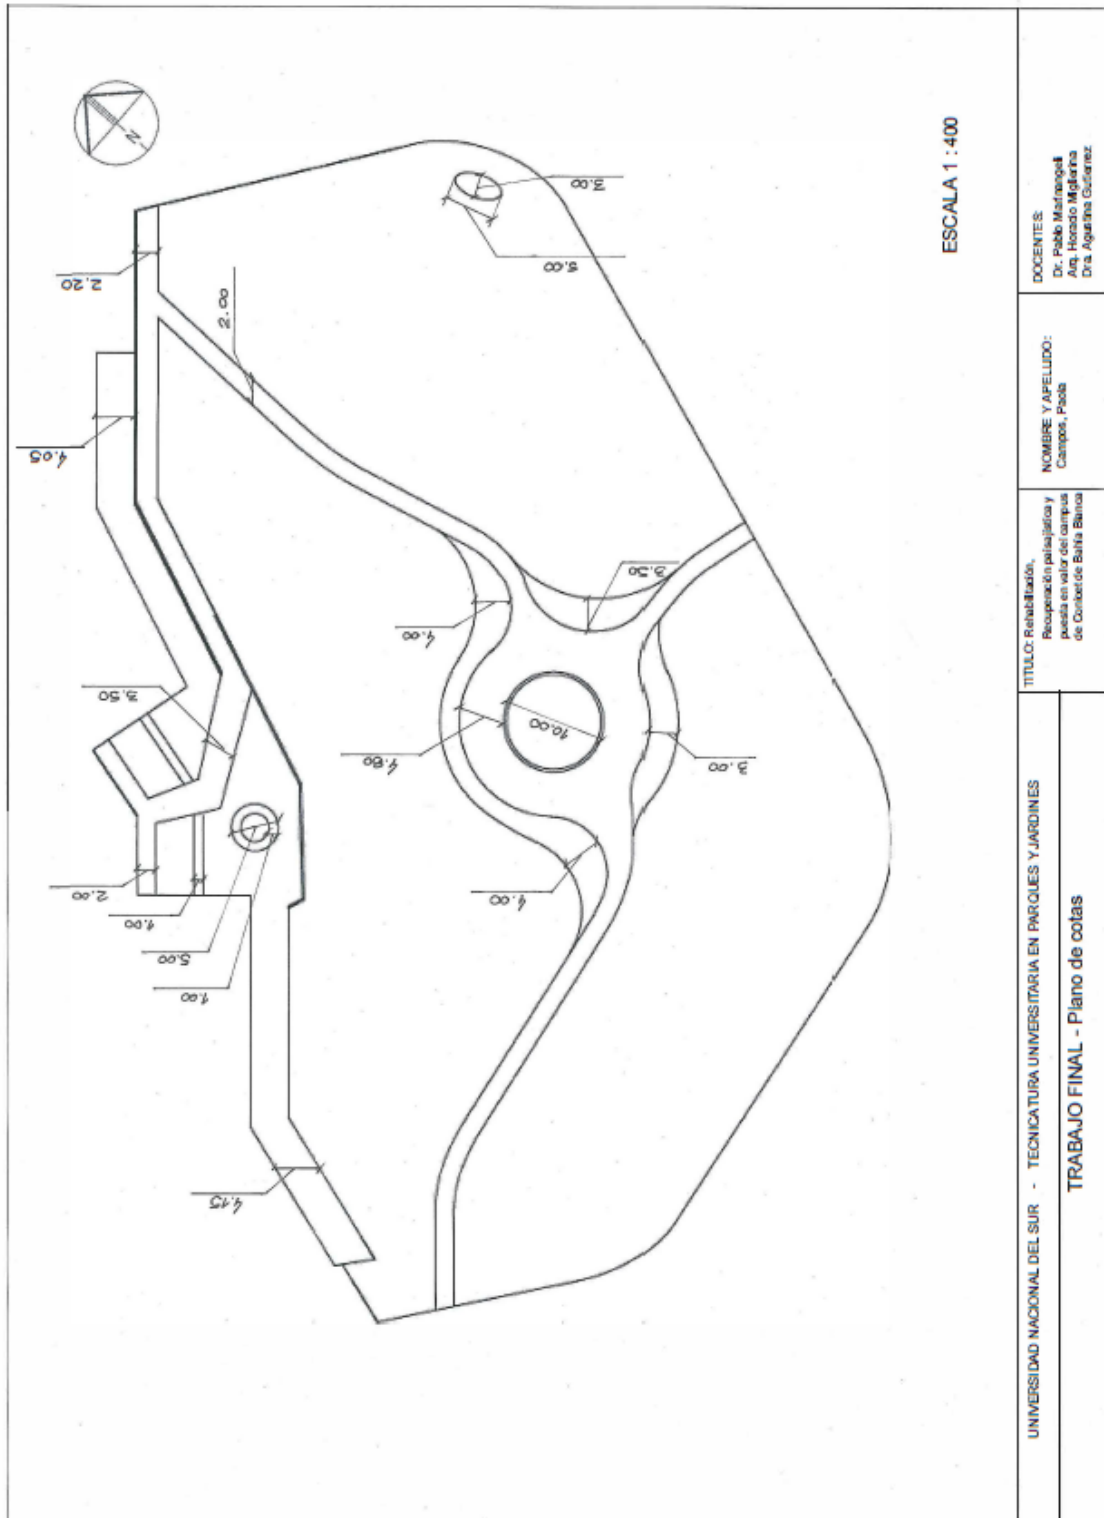 N
2.20
4.05
2.00
3.00
5.00
3.50
4.00
3.50
4.80
10.00
3.00
2.00
1.00
5.00
1.00
4.00
4.15
ESCALA 1 : 400
UNIVERSIDAD NACIONAL DEL SUR - TECNICATURA UNIVERSITARIA EN PARQUES Y JARDINES
TRABAJO FINAL - Plano de cotas
TITULO: Rehabilitación,
Recuperación paisajística y
puesta en valor del campus
de Conicet de Bahía Blanca
NOMBRE Y APELLIDO:
Campos, Paola
DOCENTES:
Dr. Pablo Marinangeli
Arq. Horacio Miglierina
Dra. Agustina Gutierrez